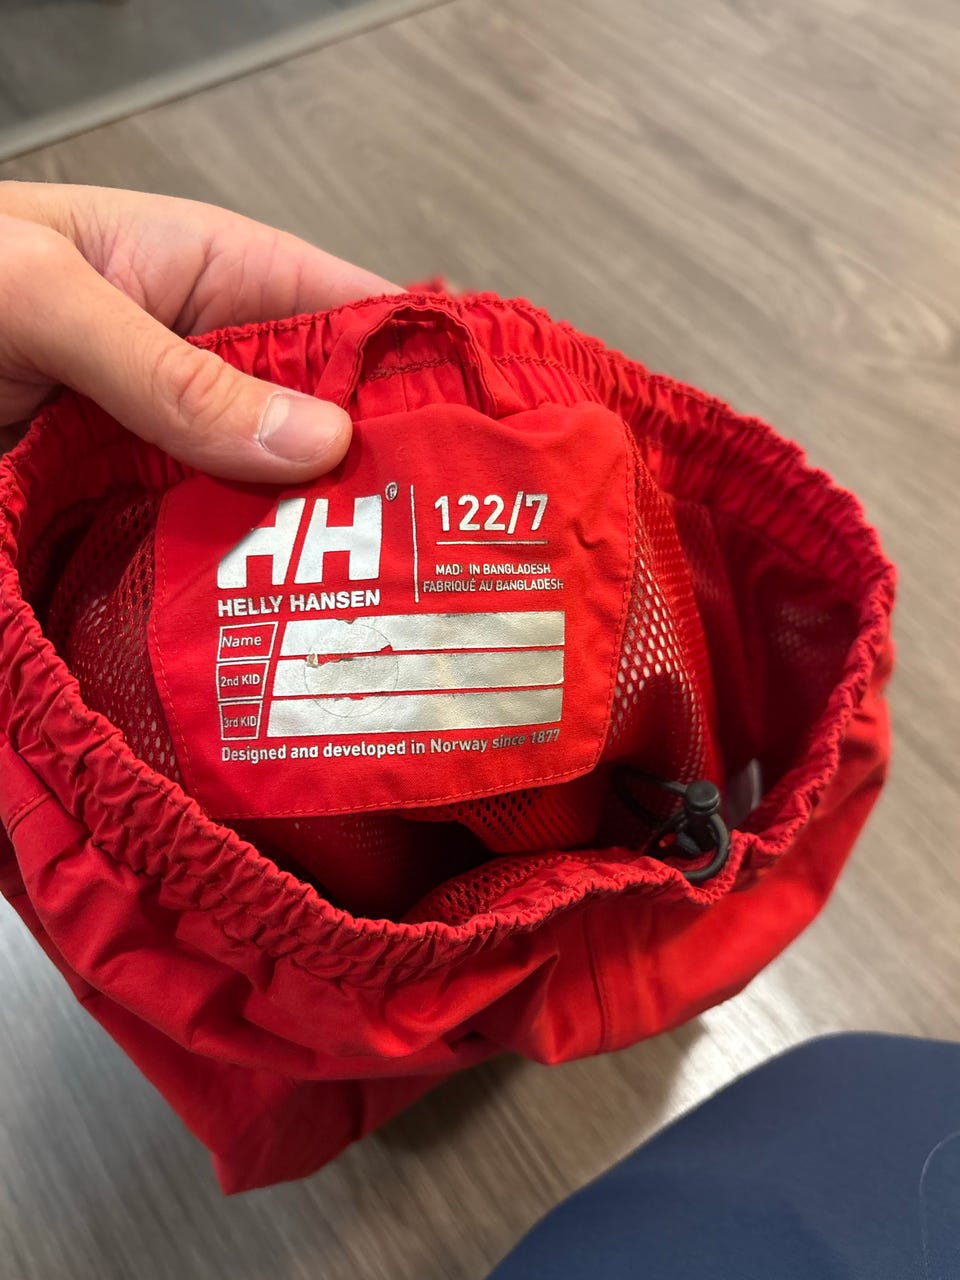 HH®
122/7
MADE IN BANGLADESH
FABRIQUÉ AU BANGLADESH
HELLY HANSEN
Name
2nd KID
3rd KID
Designed and developed in Norway since 1877